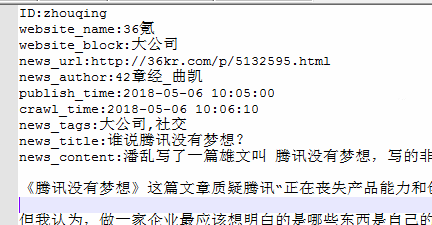 ID:zhouqing
website_name:36氪
website_block:大公司
news_url:http://36kr.com/p/5132595.html
news_author:42章经_曲凯
publish_time:2018-05-06 10:05:00
crawl_time:2018-05-06 10:06:10
news_tags:大公司,社交
news_title:谁说腾讯没有梦想？
news_content:潘乱写了一篇雄文叫 腾讯没有梦想，写的非
《腾讯没有梦想》这篇文章质疑腾讯“正在丧失产品能力和
但我认为，做一家企业最应该想明白的是哪些东西是自己的